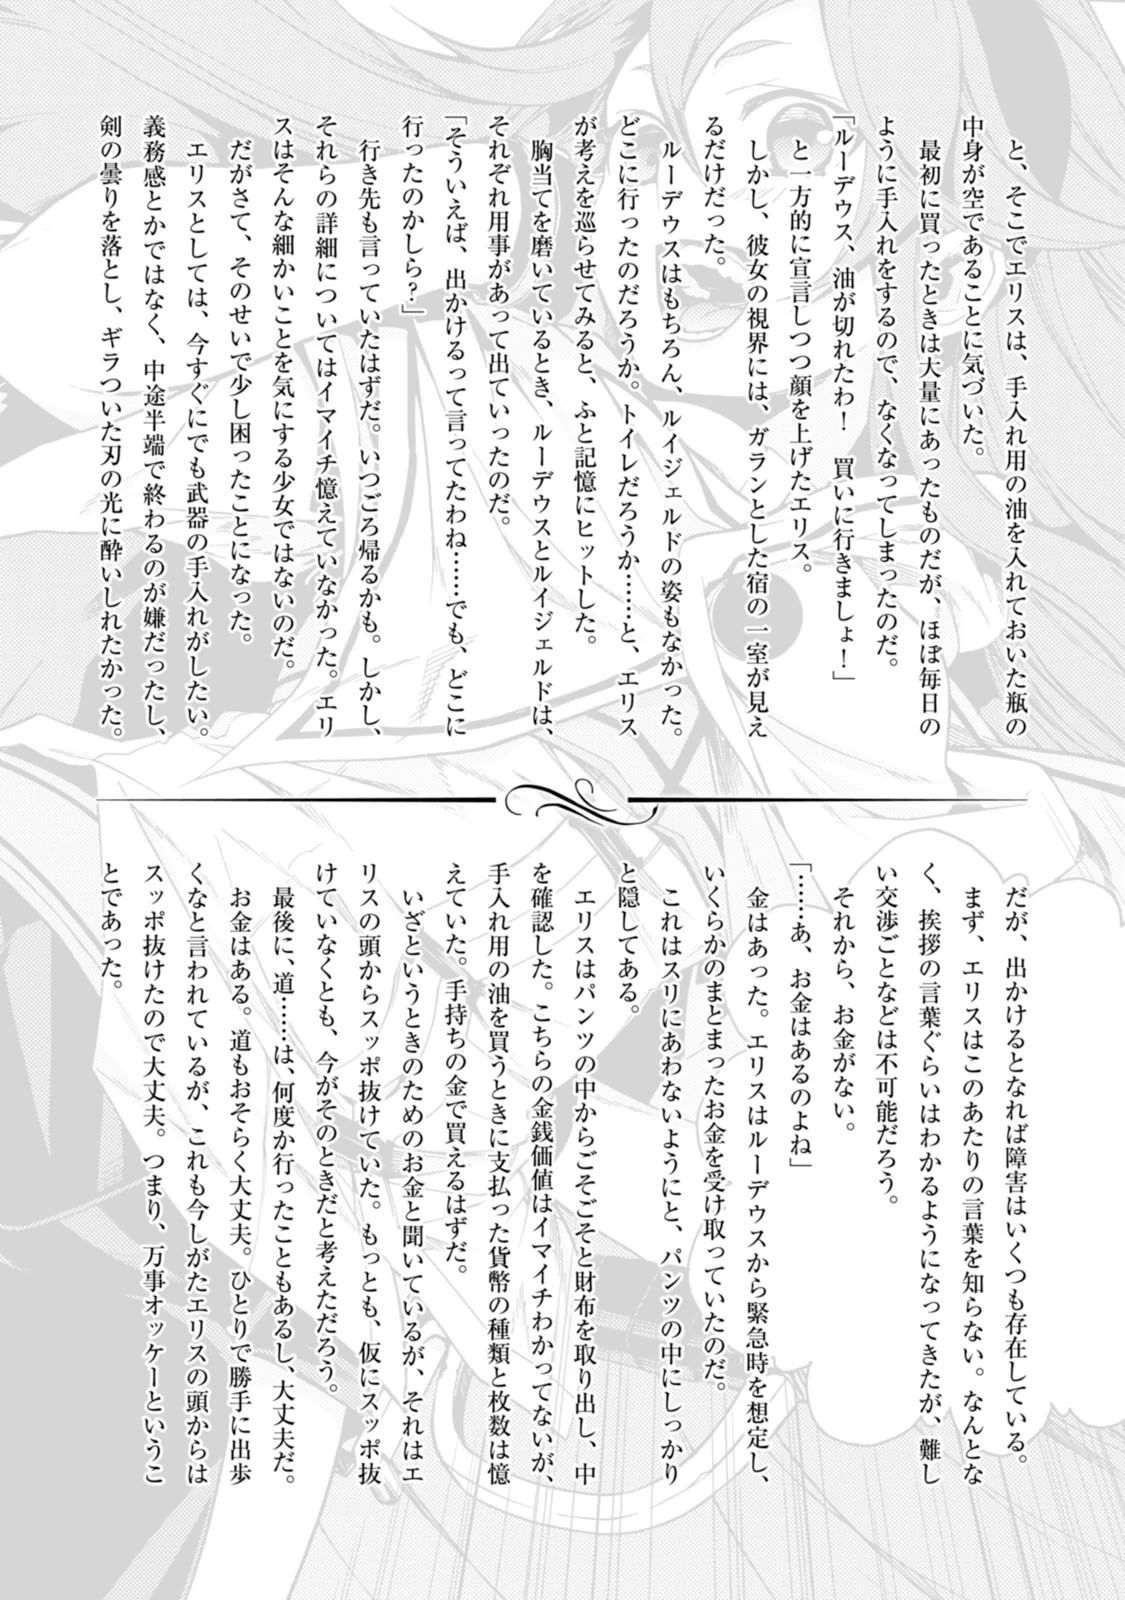 と、そこでエリスは、手入れ用の油を入れておいた瓶の
中身が空であることに気づいた。
　最初に買ったときは大量にあったものだが、ほぼ毎日の
ように手入れをするので、なくなってしまったのだ。
「ルーデウス、油が切れたわ！　買いに行きましょ！」
　と一方的に宣言しつつ顔を上げたエリス。
　しかし、彼女の視界には、ガランとした宿の一室が見え
るだけだった。
　ルーデウスはもちろん、ルイジェルドの姿もなかった。
どこに行ったのだろうか。トイレだろうか……と、エリス
が考えを巡らせてみると、ふと記憶にヒットした。
　胸当てを磨いているとき、ルーデウスとルイジェルドは、
それぞれ用事があって出ていったのだ。
「そういえば、出かけるって言ってたわね……でも、どこに
行ったのかしら？」
　行き先も言っていたはずだ。いつごろ帰るかも。しかし、
それらの詳細についてはイマイチ憶えていなかった。エリ
スはそんな細かいことを気にする少女ではないのだ。
　だがさて、そのせいで少し困ったことになった。
　エリスとしては、今すぐにでも武器の手入れがしたい。
義務感とかではなく、中途半端で終わるのが嫌だったし、
剣の曇りを落とし、ギラついた刃の光に酔いしれたかった。
　だが、出かけるとなれば障害はいくつも存在している。
　まず、エリスはこのあたりの言葉を知らない。なんとな
く、挨拶の言葉ぐらいはわかるようになってきたが、難し
い交渉ごとなどは不可能だろう。
　それから、お金がない。
「……あ、お金はあるのよね」
　金はあった。エリスはルーデウスから緊急時を想定し、
いくらかのまとまったお金を受け取っていたのだ。
　これはスリにあわないようにと、パンツの中にしっかり
と隠してある。
　エリスはパンツの中からごそごそと財布を取り出し、中
を確認した。こちらの金銭価値はイマイチわかってないが、
手入れ用の油を買うときに支払った貨幣の種類と枚数は憶
えていた。手持ちの金で買えるはずだ。
　いざというときのためのお金と聞いているが、それはエ
リスの頭からスッポ抜けていた。もっとも、仮にスッポ抜
けていなくとも、今がそのときだと考えただろう。
　最後に、道……は、何度か行ったこともあるし、大丈夫だ。
　お金はある。道もおそらく大丈夫。ひとりで勝手に出歩
くなと言われているが、これも今しがたエリスの頭からは
スッポ抜けたので大丈夫。つまり、万事オッケーというこ
とであった。